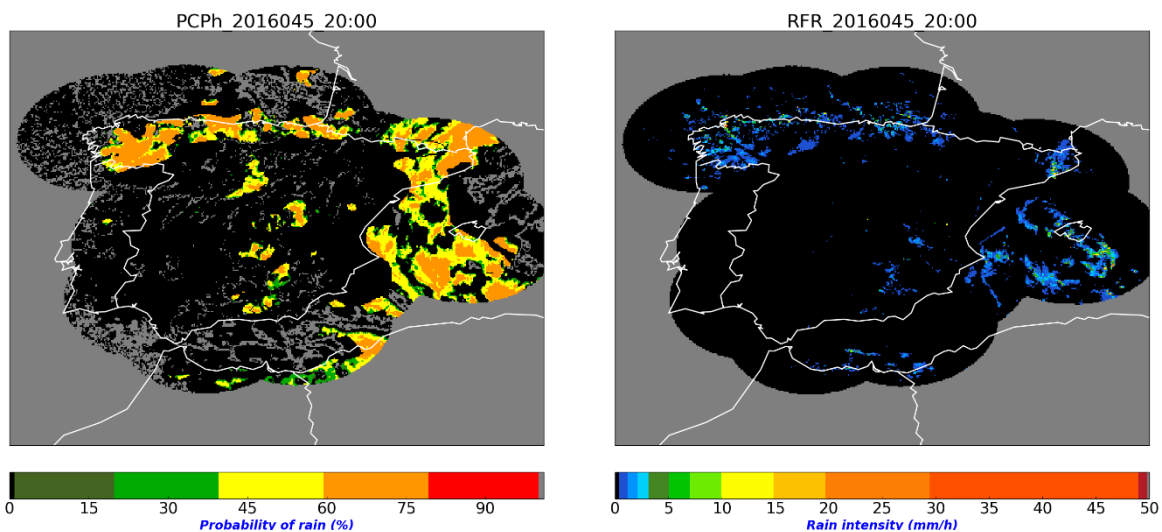 PCPh_2016045_20:00
RFR_2016045_20:00
0 15 30 45 60 75 90
Probability of rain (%)
0 5 10 15 20 25 30 35 40 45 50
Rain intensity (mm/h)